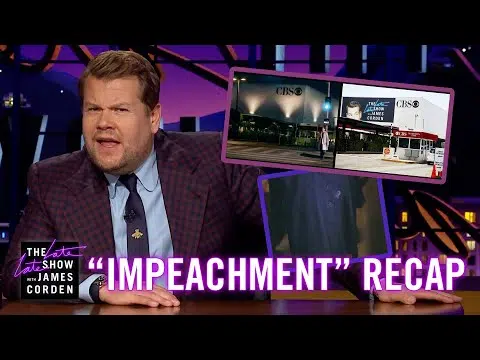 CBS
CBS
THE
LATE LATE
SHOW
JAMES
CORDEN
THE Late Late
SHOW WITH
JAMES
CORDEN
"IMPEACHMENT" RECAP